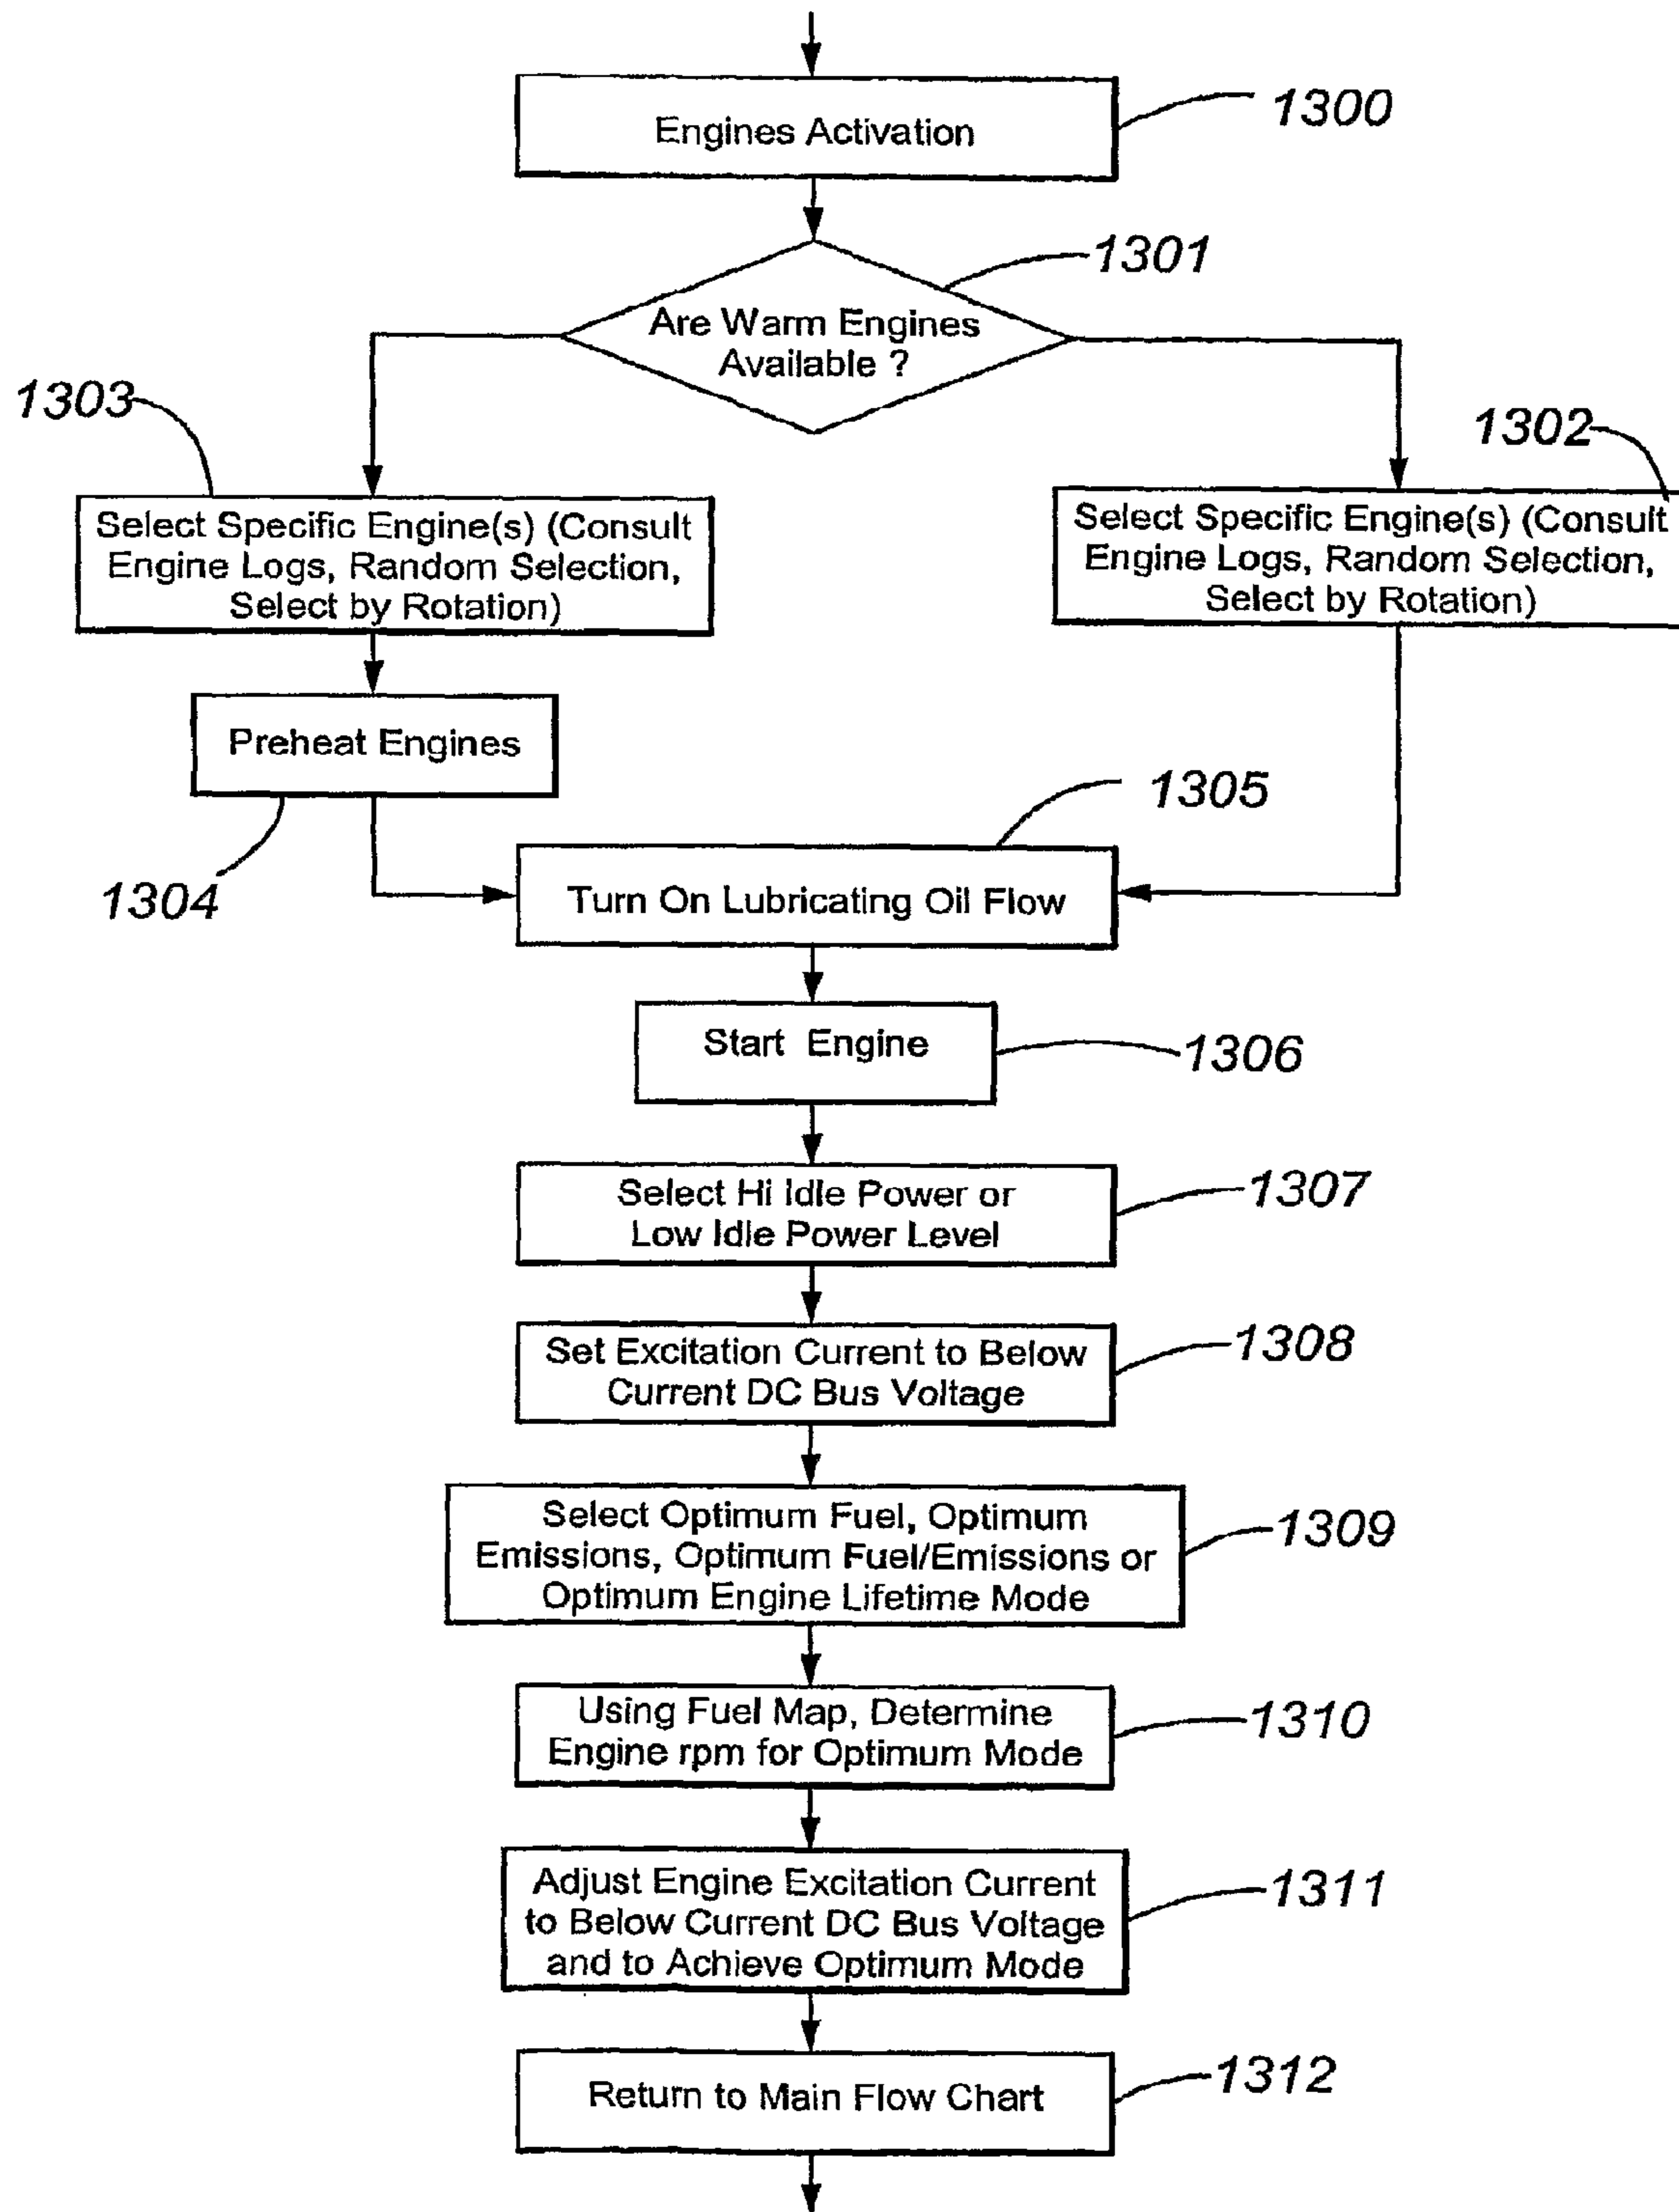 Engines Activation
1300
1301
Are Warm Engines
Available ?
1303
1302
Select Specific Engine(s) (Consult
Engine Logs, Random Selection,
Select by Rotation)
Select Specific Engine(s) (Consult
Engine Logs, Random Selection,
Select by Rotation)
Preheat Engines
1304
1305
Turn On Lubricating Oil Flow
Start Engine
1306
Select Hi Idle Power or
Low Idle Power Level
1307
Set Excitation Current to Below
Current DC Bus Voltage
1308
Select Optimum Fuel, Optimum
Emissions, Optimum Fuel/Emissions or
Optimum Engine Lifetime Mode
1309
Using Fuel Map, Determine
Engine rpm for Optimum Mode
1310
Adjust Engine Excitation Current
to Below Current DC Bus Voltage
and to Achieve Optimum Mode
1311
Return to Main Flow Chart
1312